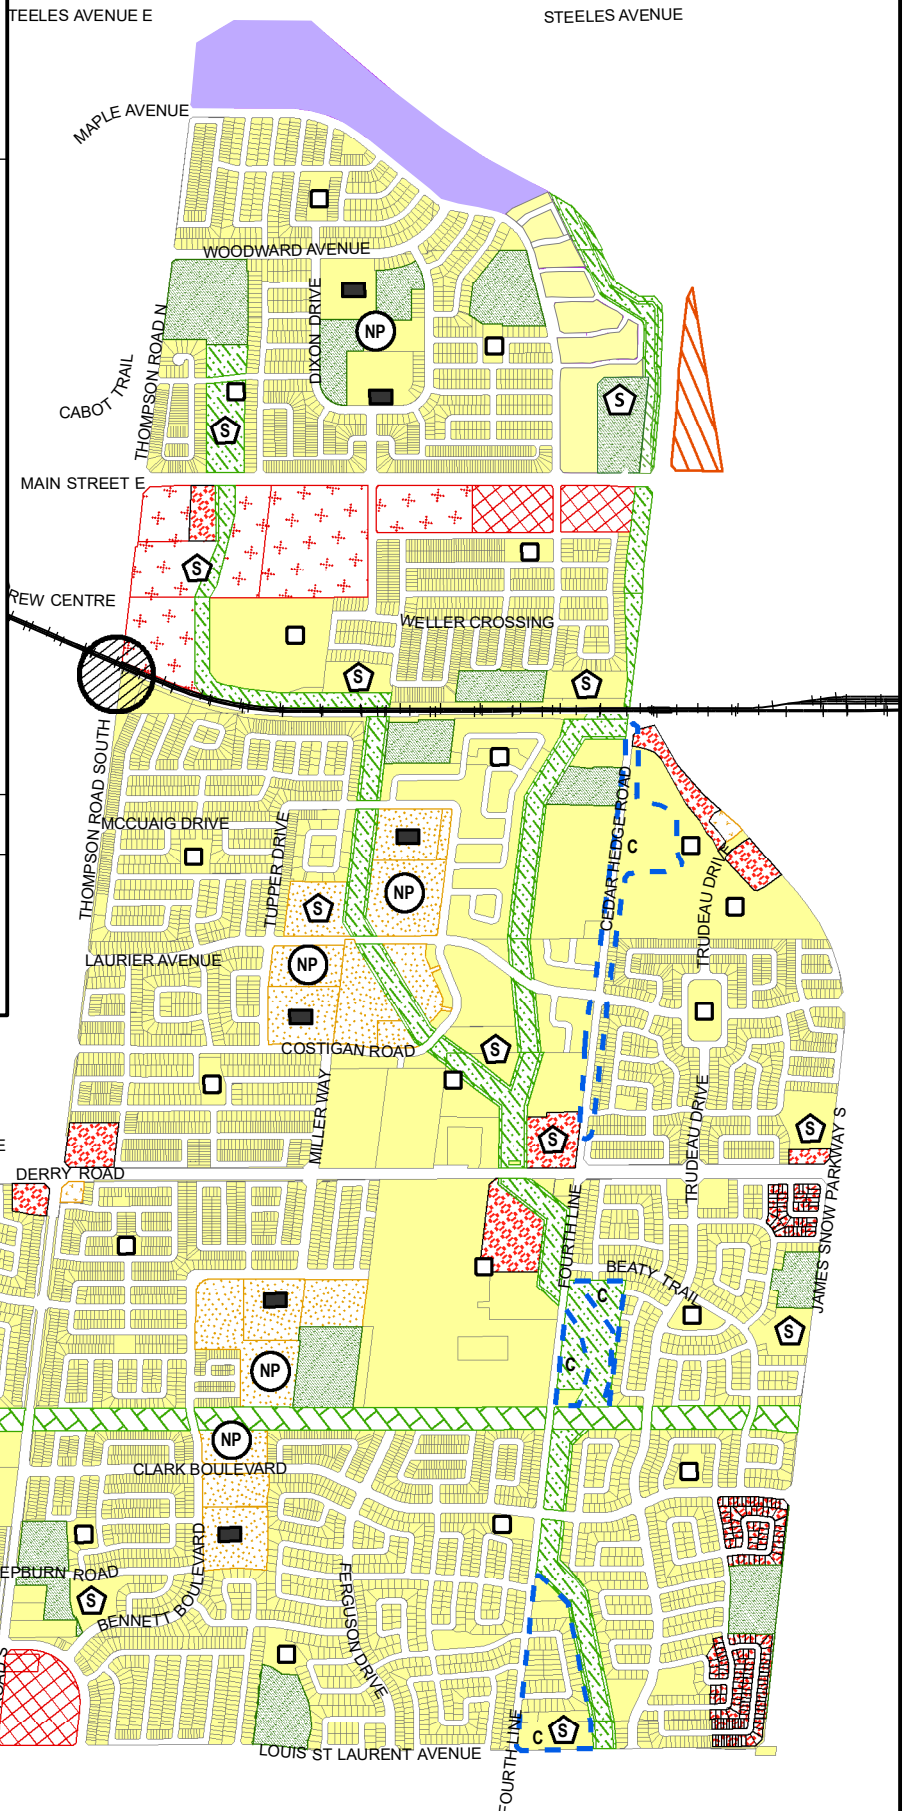 TEELES AVENUE E
STEELES AVENUE
MAPLE AVENUE
WOODWARD AVENUE
DIXON DRIVE
NP
THOMPSON ROAD N
CABOT TRAIL
S
S
MAIN STREET E
S
REW CENTRE
WELLER CROSSING
S
S
THOMPSON ROAD SOUTH
MCCUAIG DRIVE
TUPPER DRIVE
CEDAR HEDGE ROAD
C
TRUDEAU DRIVE
NP
S
LAURIER AVENUE
NP
COSTIGAN ROAD
S
MILLER WAY
TRUDEAU DRIVE
S
S
E
DERRY ROAD
JAMES SNOW PARKWAY S
FOURTH LINE
BEATY TRAIL
C
S
C
NP
NP
CLARK BOULEVARD
EPBURN ROAD
S
BENNETT BOULEVARD
FERGUSON DRIVE
OAD S
C
S
LOUIS ST LAURENT AVENUE
FOURTH LINE